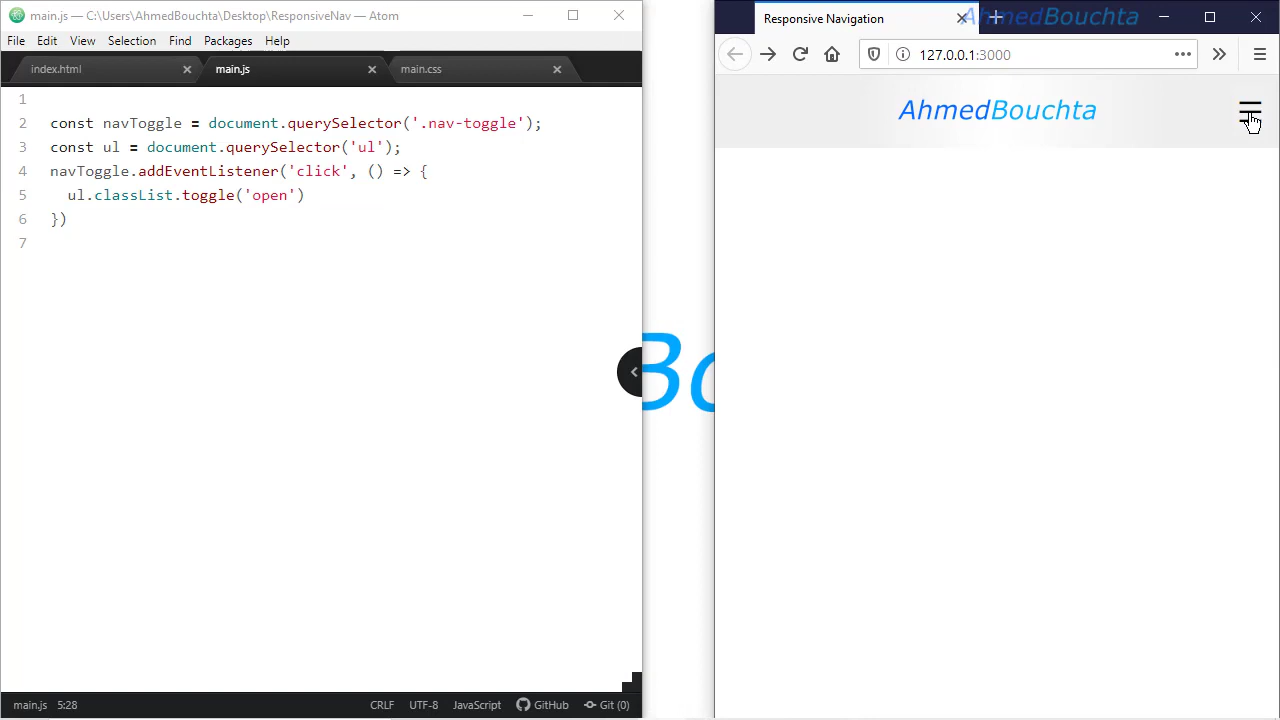 main.js — C:\Users\AhmedBouchta\Desktop\ResponsiveNav — Atom
File Edit View Selection Find Packages Help
index.html main.js main.css
1
2 const navToggle = document.querySelector('.nav-toggle');
3 const ul = document.querySelector('ul');
4 navToggle.addEventListener('click', () => {
5 ul.classList.toggle('open')
6 })
7
main.js 5:28 CRLF UTF-8 JavaScript GitHub Git (0)
Bo
Responsive Navigation
AhmedBouchta
127.0.0.1:3000
AhmedBouchta